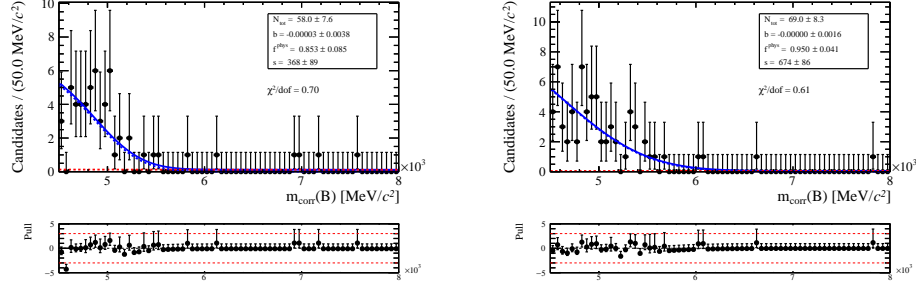 10
8
6
4
2
0
Candidates / (50.0 MeV/c²)
N_tot = 58.0 ± 7.6
b = -0.00003 ± 0.0038
f^phys = 0.853 ± 0.085
s = 368 ± 89
χ²/dof = 0.70
5 6 7 8
×10³
m_corr(B) [MeV/c²]
Pull
5
0
−5
5 6 7 8
×10³
10
8
6
4
2
0
Candidates / (50.0 MeV/c²)
N_tot = 69.0 ± 8.3
b = -0.00000 ± 0.0016
f^phys = 0.950 ± 0.041
s = 674 ± 86
χ²/dof = 0.61
5 6 7 8
×10³
m_corr(B) [MeV/c²]
Pull
5
0
−5
5 6 7 8
×10³